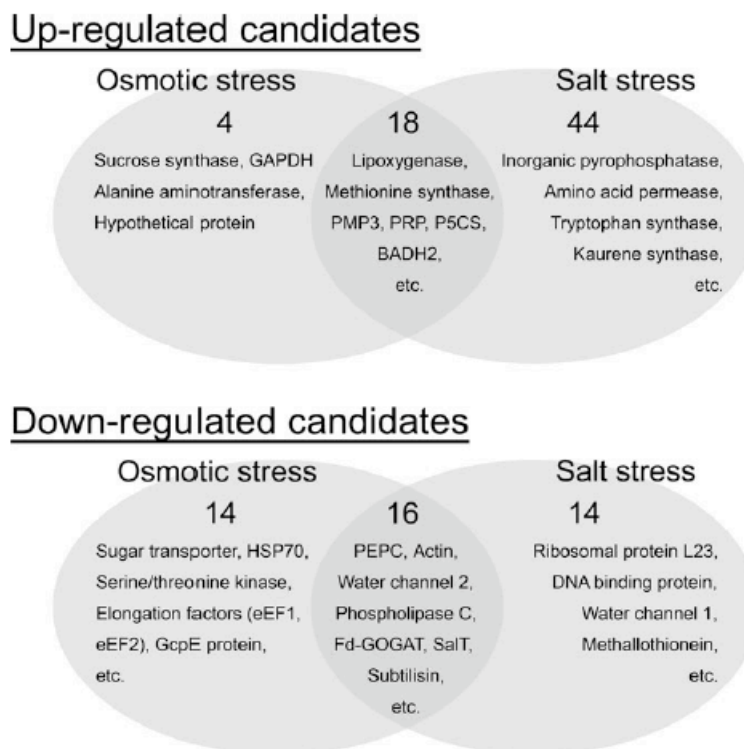 Up-regulated candidates
Osmotic stress
4
Sucrose synthase, GAPDH
Alanine aminotransferase,
Hypothetical protein
18
Lipoxygenase,
Methionine synthase,
PMP3, PRP, P5CS,
BADH2,
etc.
Salt stress
44
Inorganic pyrophosphatase,
Amino acid permease,
Tryptophan synthase,
Kaurene synthase,
etc.
Down-regulated candidates
Osmotic stress
14
Sugar transporter, HSP70,
Serine/threonine kinase,
Elongation factors (eEF1,
eEF2), GcpE protein,
etc.
16
PEPC, Actin,
Water channel 2,
Phospholipase C,
Fd-GOGAT, SalT,
Subtilisin,
etc.
Salt stress
14
Ribosomal protein L23,
DNA binding protein,
Water channel 1,
Methallothionein,
etc.